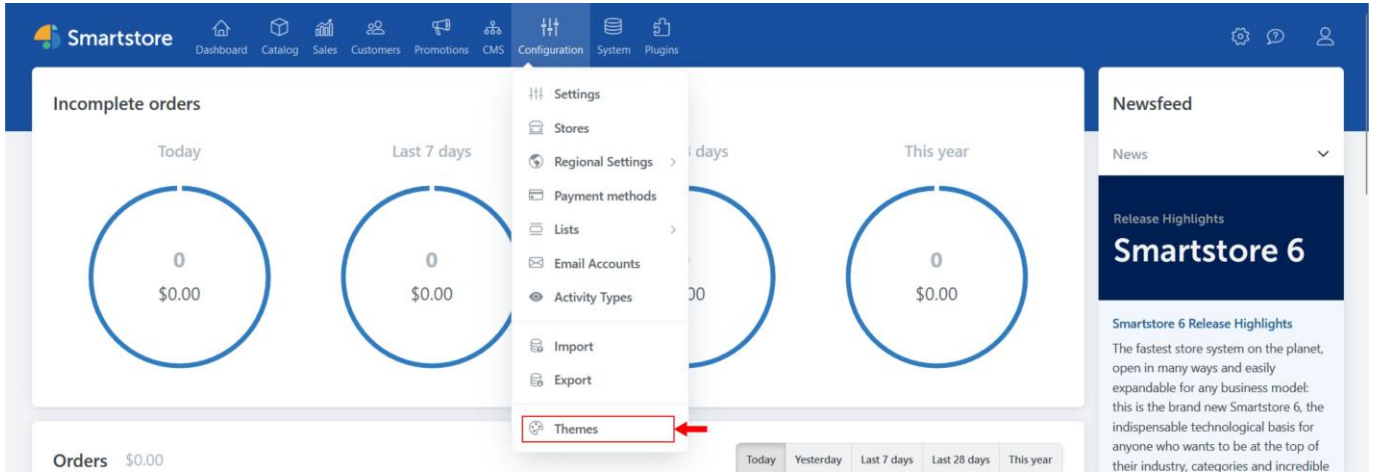 Smartstore
Dashboard
Catalog
Sales
Customers
Promotions
CMS
Configuration
System
Plugins
Incomplete orders
Today
Last 7 days
days
This year
0
$0.00
0
$0.00
00
0
$0.00
Settings
Stores
Regional Settings
Payment methods
Lists
Email Accounts
Activity Types
Import
Export
Themes
Orders $0.00
Today
Yesterday
Last 7 days
Last 28 days
This year
Newsfeed
News
Release Highlights
Smartstore 6
Smartstore 6 Release Highlights
The fastest store system on the planet,
open in many ways and easily
expandable for any business model:
this is the brand new Smartstore 6, the
indispensable technological basis for
anyone who wants to be at the top of
their industry, categories and incredible